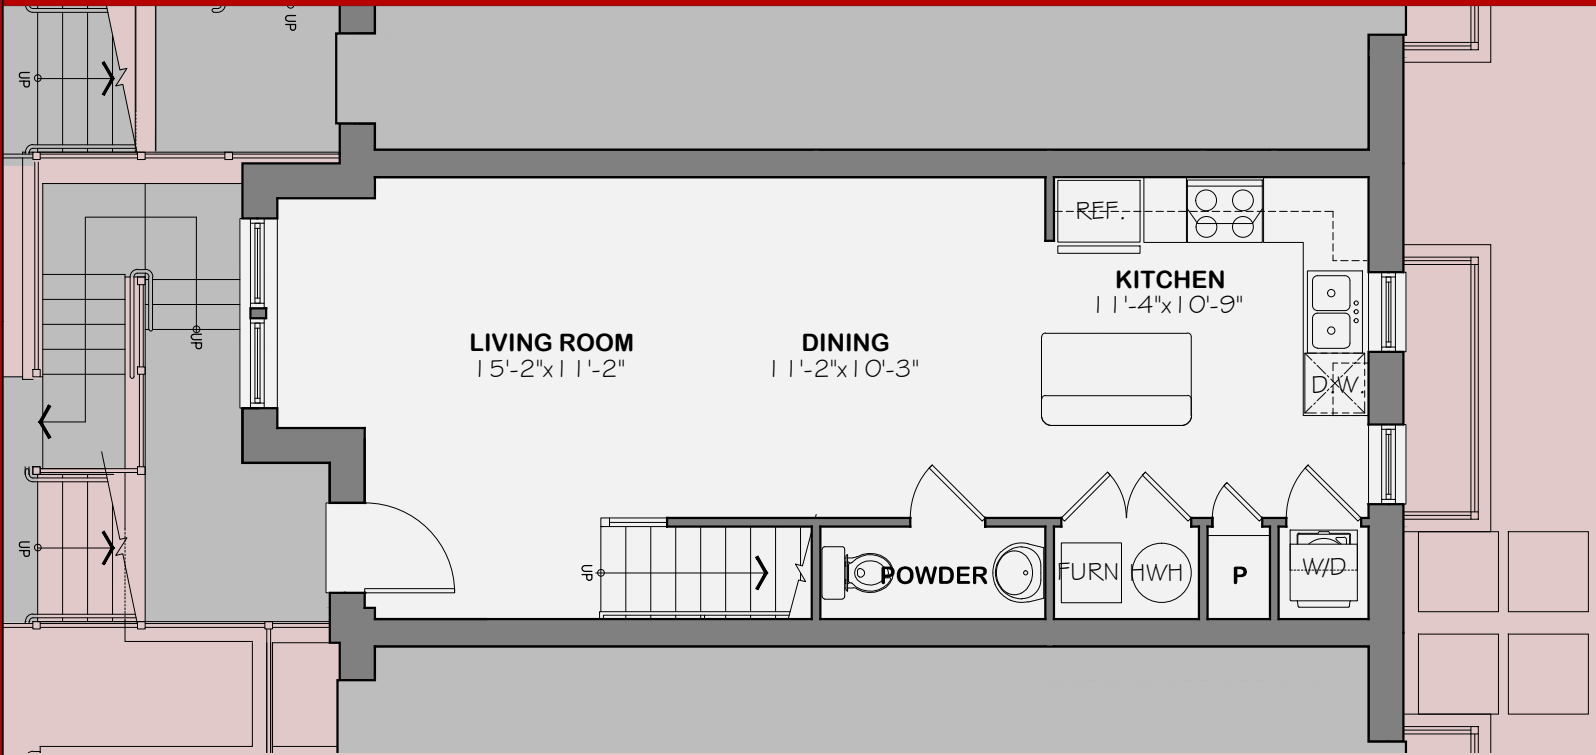 UP
UP
REF.
KITCHEN
11'-4"x10'-9"
UP
LIVING ROOM
15'-2"x11'-2"
DINING
11'-2"x10'-3"
D.W.
UP
UP
POWDER
FURN
HWH
P
W/D